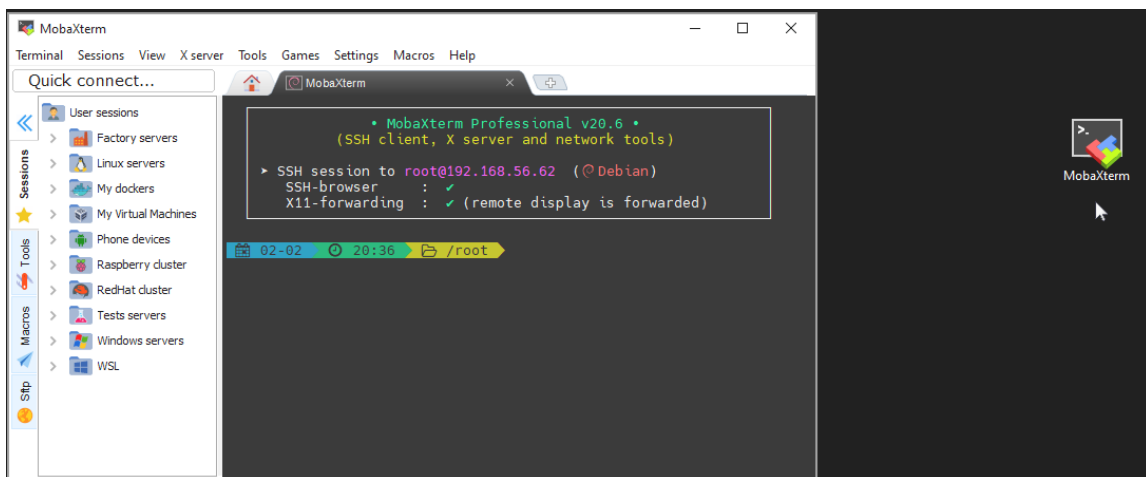 MobaXterm
Terminal Sessions View X server Tools Games Settings Macros Help
Quick connect...
MobaXterm
Sessions
Tools
Macros
Sftp
User sessions
Factory servers
Linux servers
My dockers
My Virtual Machines
Phone devices
Raspberry cluster
RedHat cluster
Tests servers
Windows servers
WSL
• MobaXterm Professional v20.6 •
(SSH client, X server and network tools)
➤ SSH session to root@192.168.56.62 (Debian)
SSH-browser : ✔
X11-forwarding : ✔ (remote display is forwarded)
02-02 20:36 /root
MobaXterm